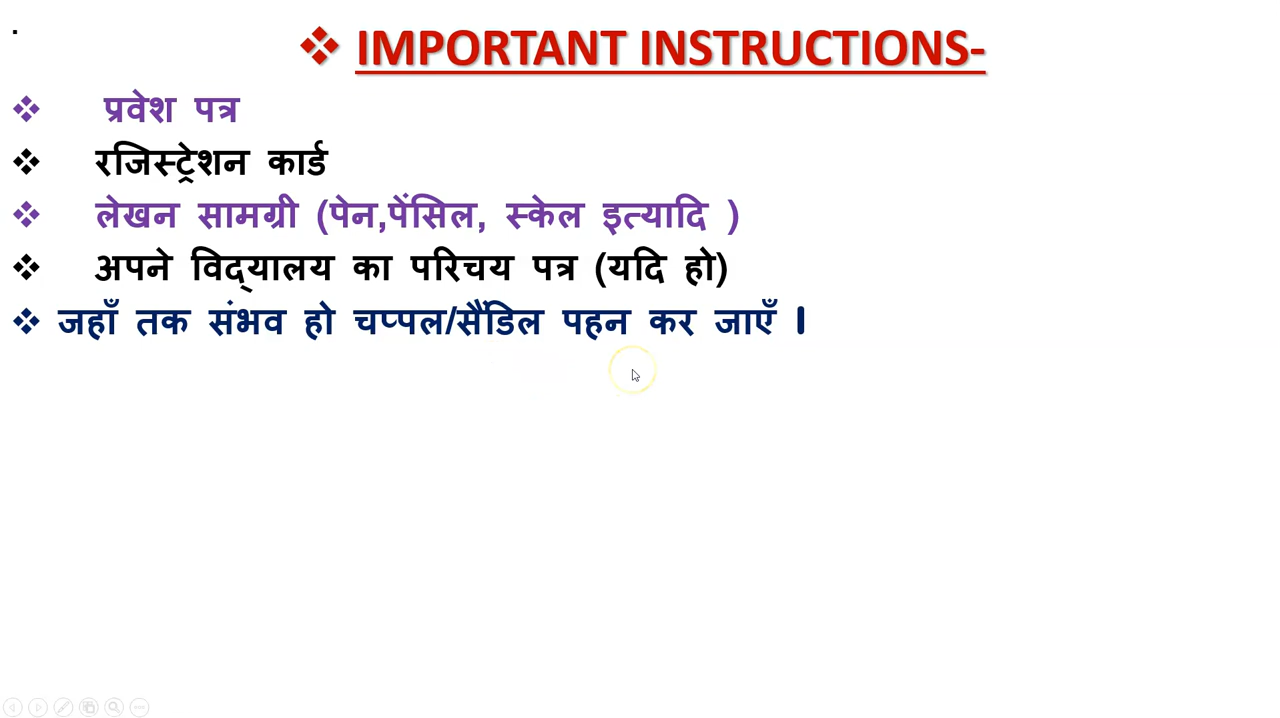 .
❖ IMPORTANT INSTRUCTIONS-
❖ प्रवेश पत्र
❖ रजिस्ट्रेशन कार्ड
❖ लेखन सामग्री (पेन,पेंसिल, स्केल इत्यादि )
❖ अपने विद्यालय का परिचय पत्र (यदि हो)
❖ जहाँ तक संभव हो चप्पल/सैंडिल पहन कर जाएँ l